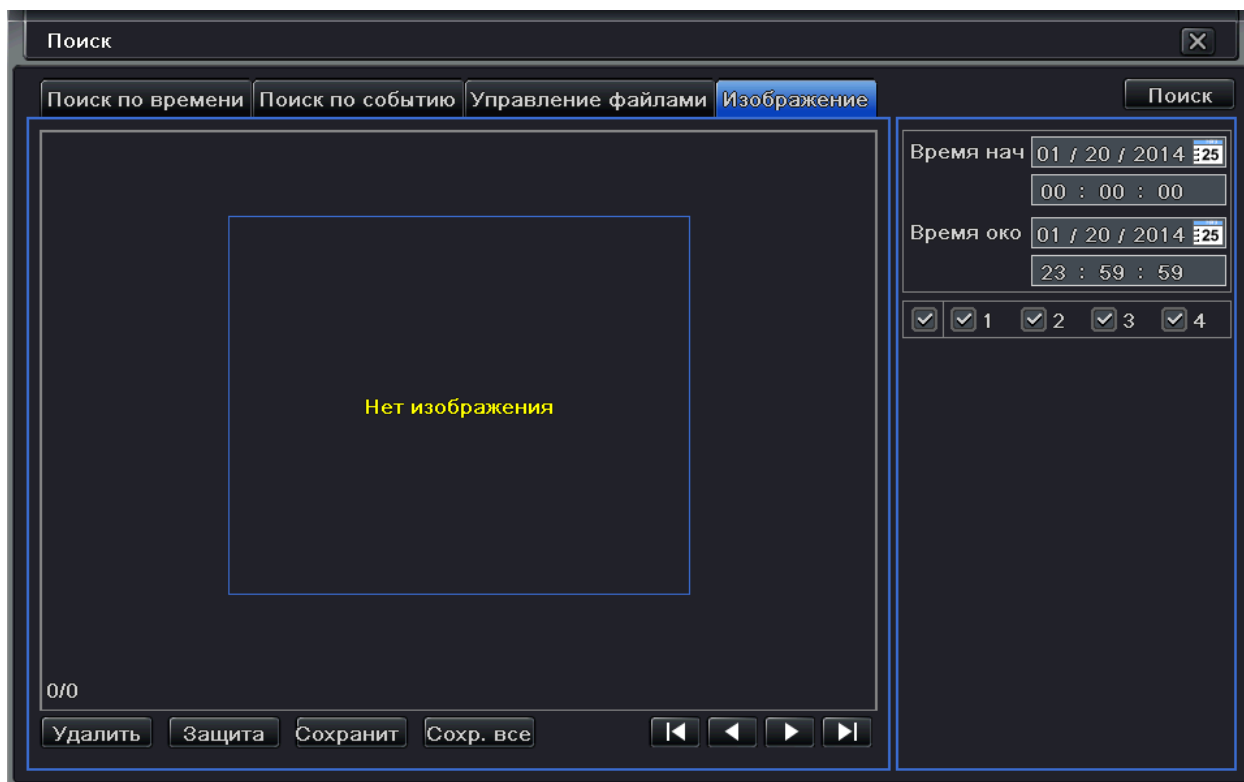 Поиск
Поиск по времени Поиск по событию Управление файлами Изображение Поиск
Время нач 01 / 20 / 2014 25
00 : 00 : 00
Время око 01 / 20 / 2014 25
23 : 59 : 59
1 2 3 4
Нет изображения
0/0
Удалить Защита Сохранит Сохр. все